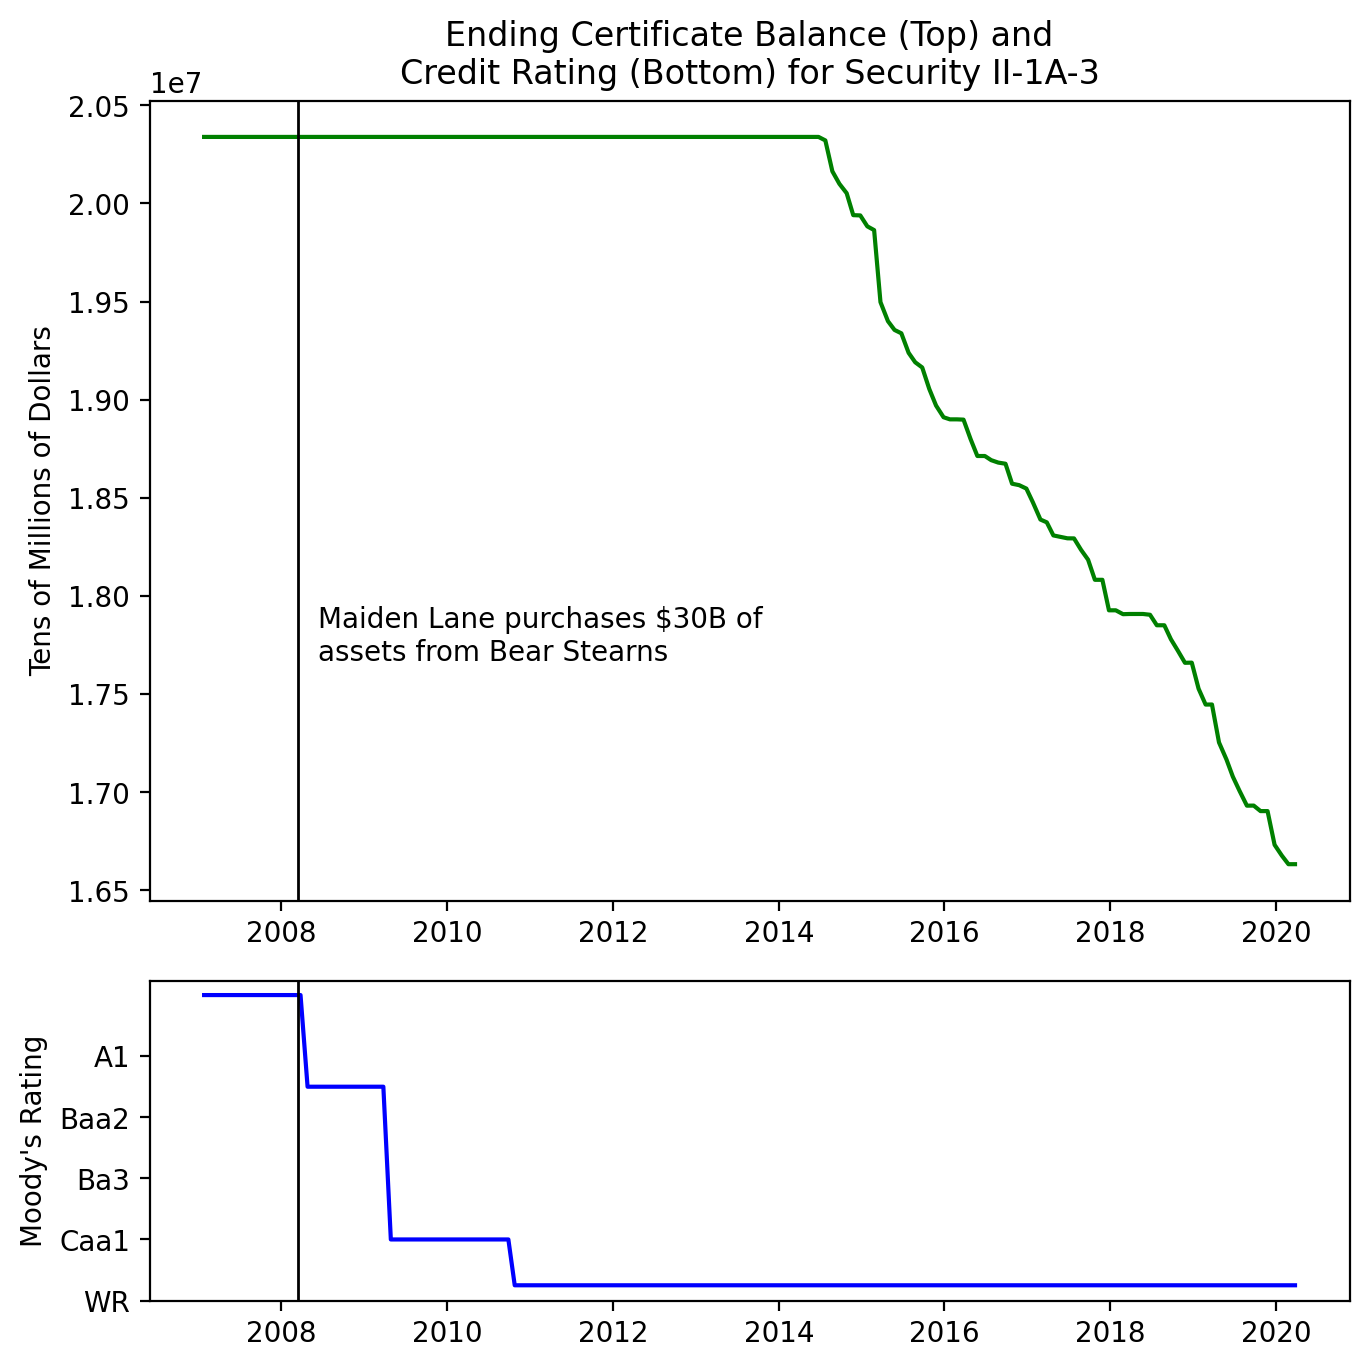 Ending Certificate Balance (Top) and
Credit Rating (Bottom) for Security II-1A-3
1e7
2.05
2.00
1.95
1.90
1.85
1.80
1.75
1.70
1.65
Tens of Millions of Dollars
Maiden Lane purchases $30B of
assets from Bear Stearns
2008 2010 2012 2014 2016 2018 2020
Moody's Rating
A1
Baa2
Ba3
Caa1
WR
2008 2010 2012 2014 2016 2018 2020